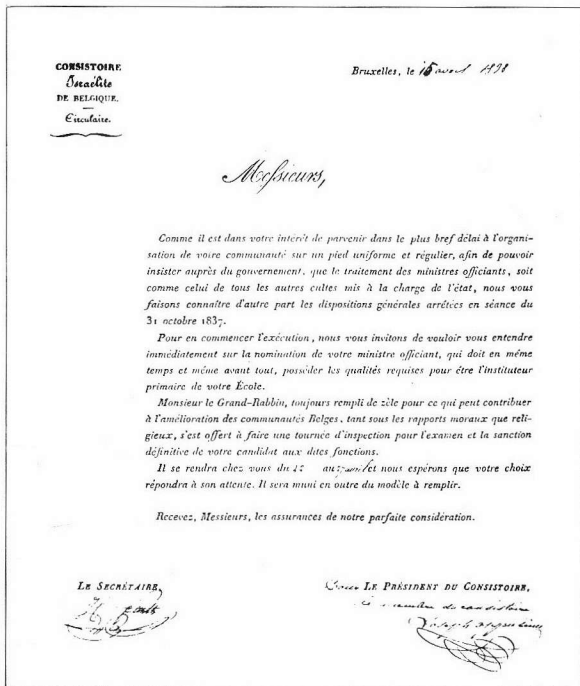 CONSISTOIRE
Israélite
DE BELGIQUE.
Circulaire.
Bruxelles, le 15 avril 1838
Messieurs,
Comme il est dans votre intérêt de parvenir dans le plus bref délai à l'organi-
sation de votre communauté sur un pied uniforme et régulier, afin de pouvoir
insister auprès du gouvernement, que le traitement des ministres officiants, soit
comme celui de tous les autres cultes mis à la charge de l'état, nous vous
faisons connaître d'autre part les dispositions générales arrêtées en séance du
31 octobre 1837.
Pour en commencer l'exécution, nous vous invitons de vouloir vous entendre
immédiatement sur la nomination de votre ministre officiant, qui doit en même
temps et même avant tout, posséder les qualités requises pour être l'instituteur
primaire de votre École.
Monsieur le Grand-Rabbin, toujours rempli de zèle pour ce qui peut contribuer
à l'amélioration des communautés Belges, tant sous les rapports moraux que reli-
gieux, s'est offert à faire une tournée d'inspection pour l'examen et la sanction
définitive de votre candidat aux dites fonctions.
Il se rendra chez vous du au et nous espérons que votre choix
répondra à son attente. Il sera muni en outre du modèle à remplir.
Recevez, Messieurs, les assurances de notre parfaite considération.
LE SECRÉTAIRE,
Pour LE PRÉSIDENT DU CONSISTOIRE,
membre du consistoire
Joseph Oppenheim